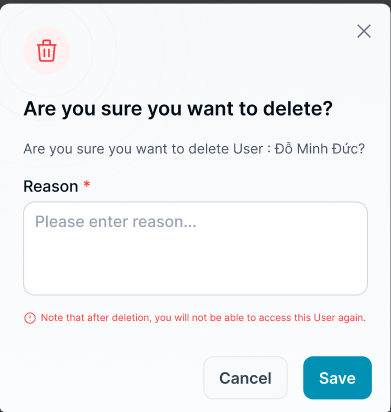 Are you sure you want to delete?
Are you sure you want to delete User : Đỗ Minh Đức?
Reason *
Please enter reason...
Note that after deletion, you will not be able to access this User again.
Cancel Save